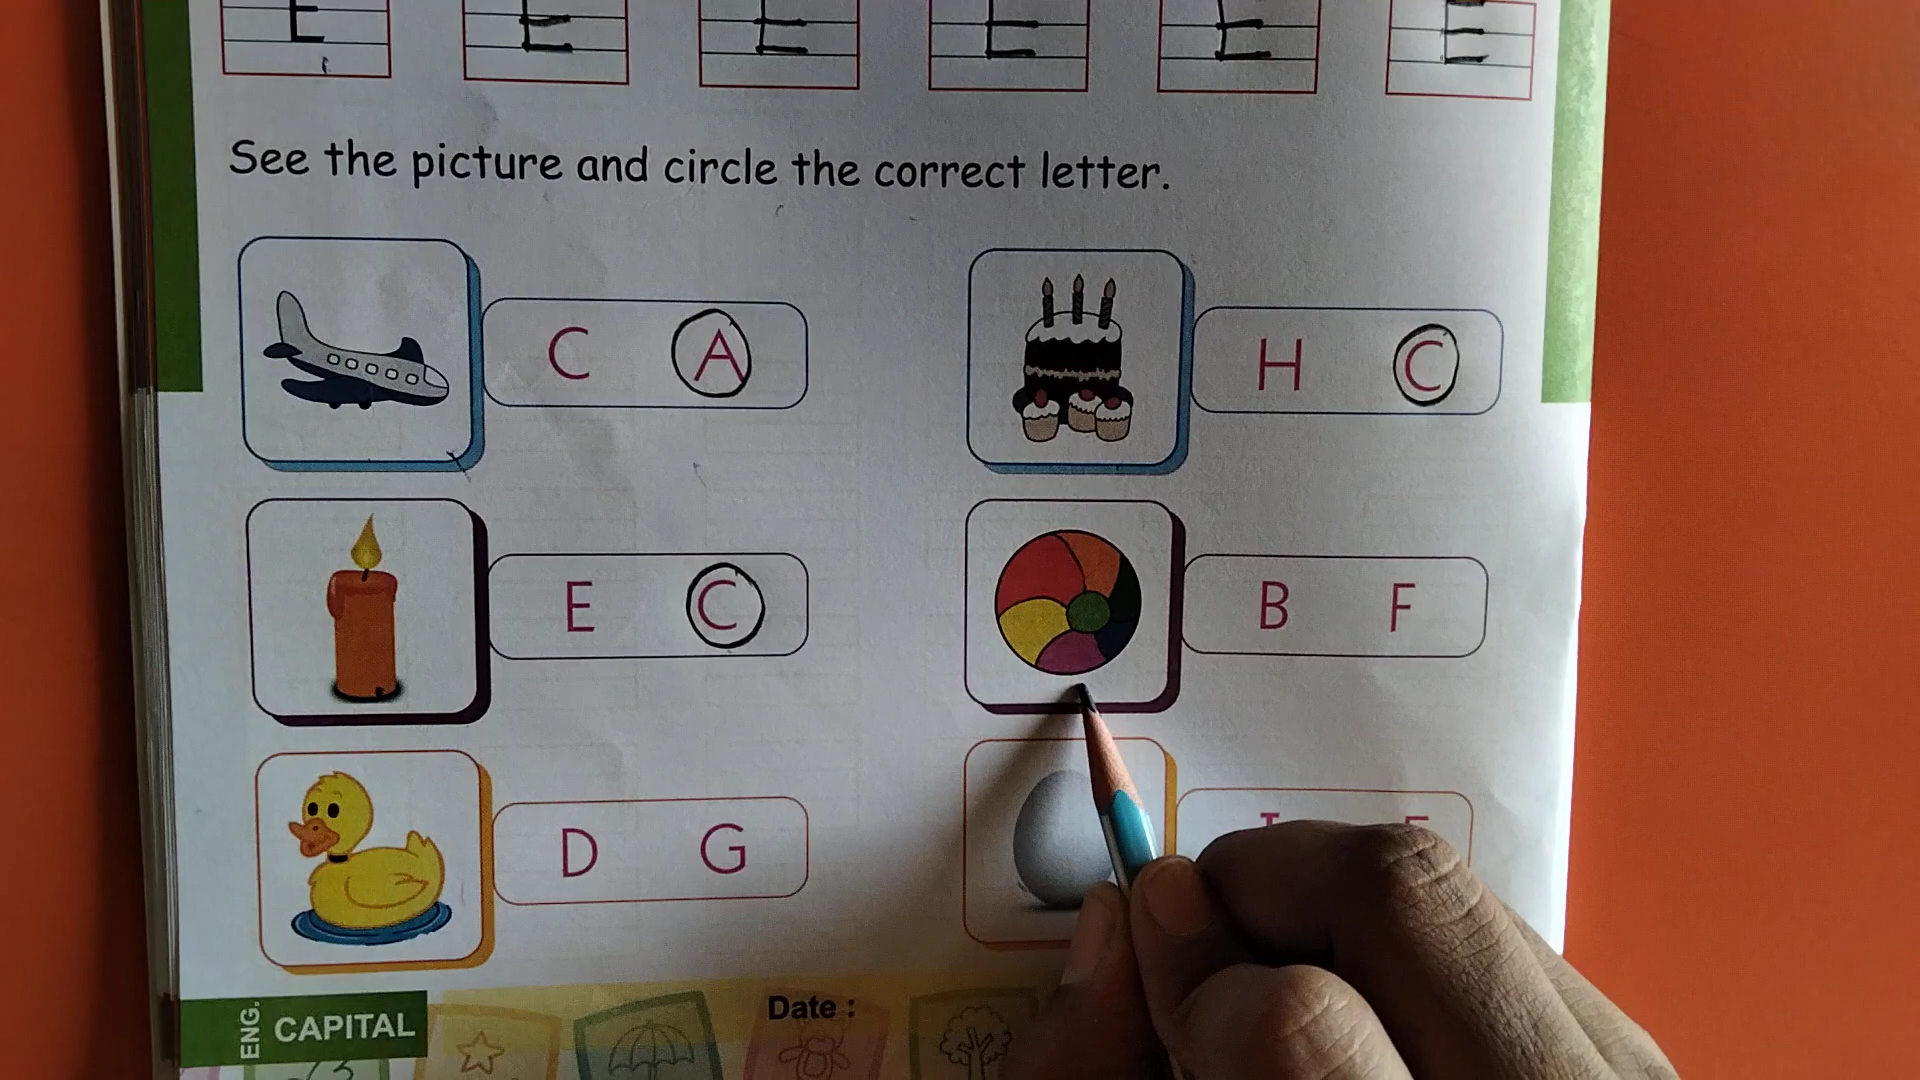 E E E E E E
See the picture and circle the correct letter.
C A H C
E C B F
D G
ENG. CAPITAL Date :